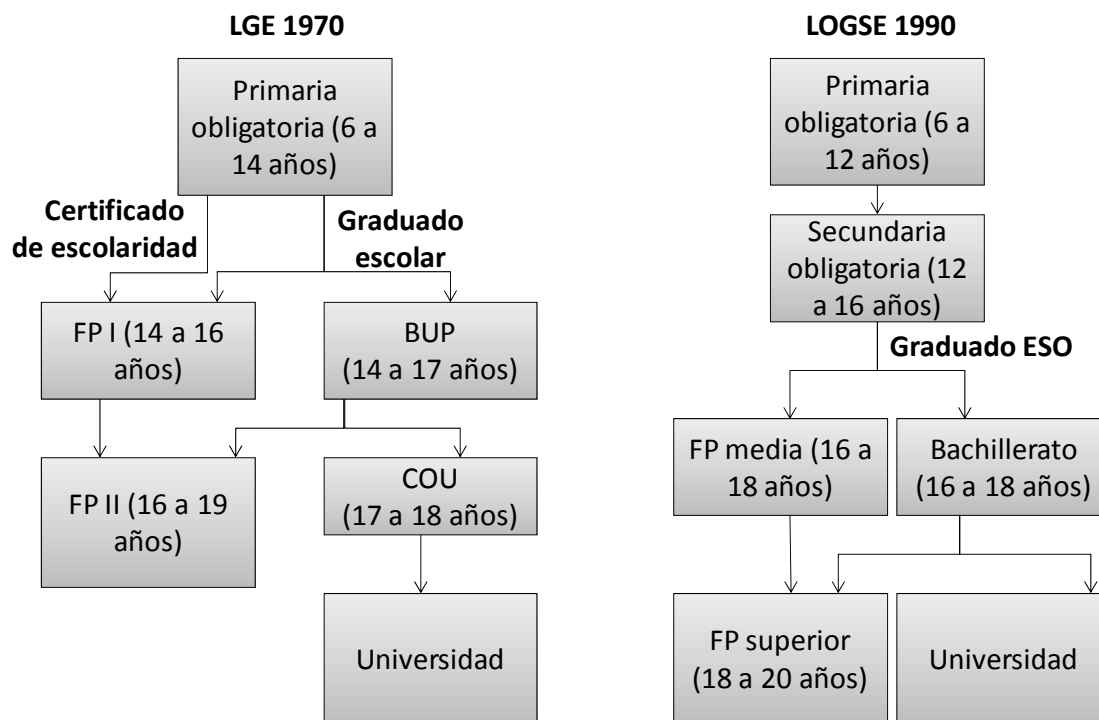 LGE 1970
Primaria
obligatoria (6 a
14 años)
Certificado
de escolaridad
Graduado
escolar
FP I (14 a 16
años)
BUP
(14 a 17 años)
FP II (16 a 19
años)
COU
(17 a 18 años)
Universidad
LOGSE 1990
Primaria
obligatoria (6
a 12 años)
Secundaria
obligatoria (12
a 16 años)
Graduado ESO
FP media (16 a
18 años)
Bachillerato
(16 a 18 años)
FP superior
(18 a 20 años)
Universidad